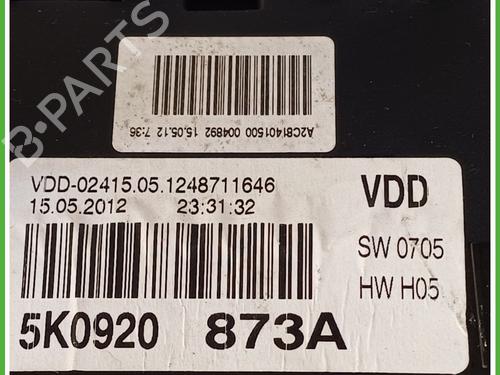 A2C81401500 004892 15.05.12 7:36
VDD-02415.05.1248711646
15.05.2012 23:31:32
VDD
SW 0705
HW H05
5K0920 873A
B-PARTS